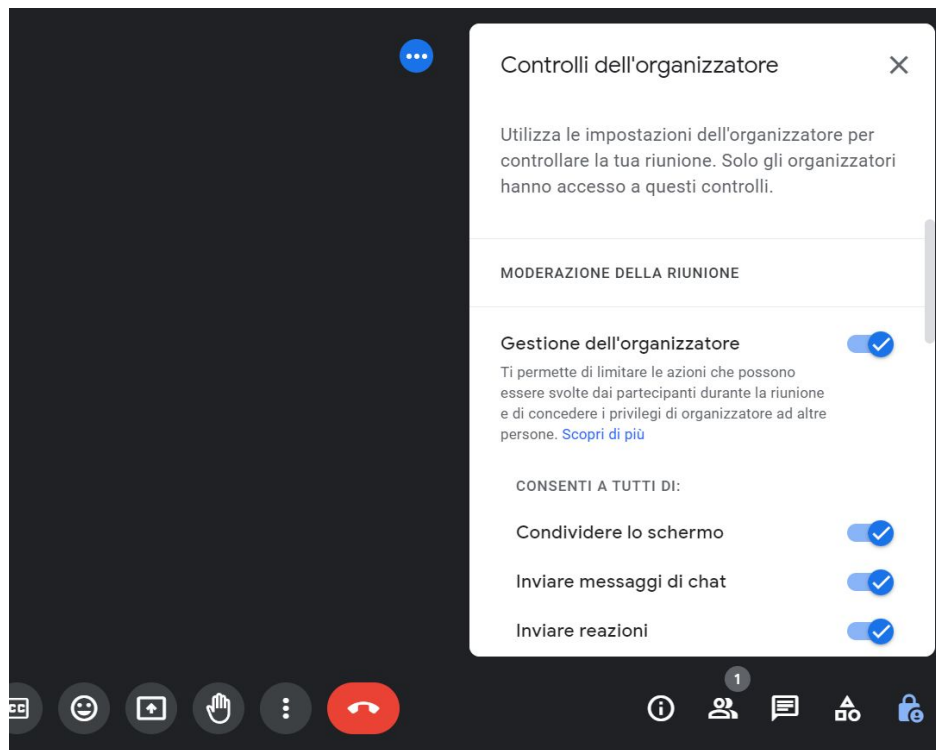 Controlli dell'organizzatore
Utilizza le impostazioni dell'organizzatore per
controllare la tua riunione. Solo gli organizzatori
hanno accesso a questi controlli.
MODERAZIONE DELLA RIUNIONE
Gestione dell'organizzatore
Ti permette di limitare le azioni che possono
essere svolte dai partecipanti durante la riunione
e di concedere i privilegi di organizzatore ad altre
persone. Scopri di più
CONSENTI A TUTTI DI:
Condividere lo schermo
Inviare messaggi di chat
Inviare reazioni
CC
1